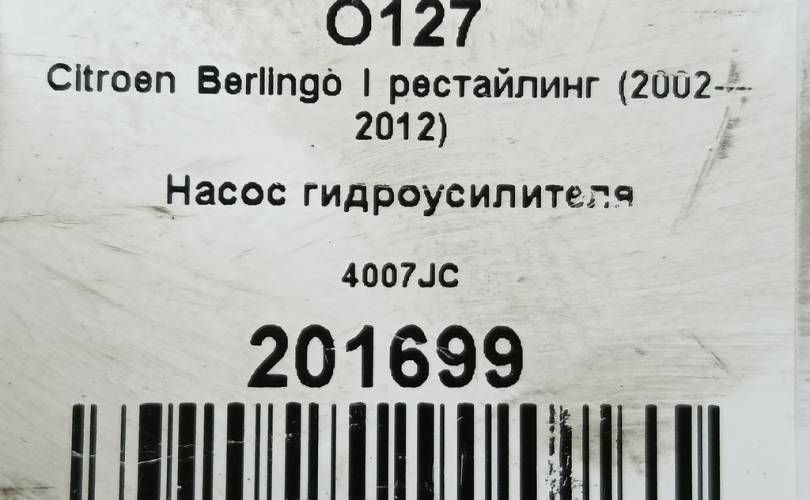 O127
Citroen Berlingo I рестайлинг (2002—
2012)
Насос гидроусилителя
4007JC
201699